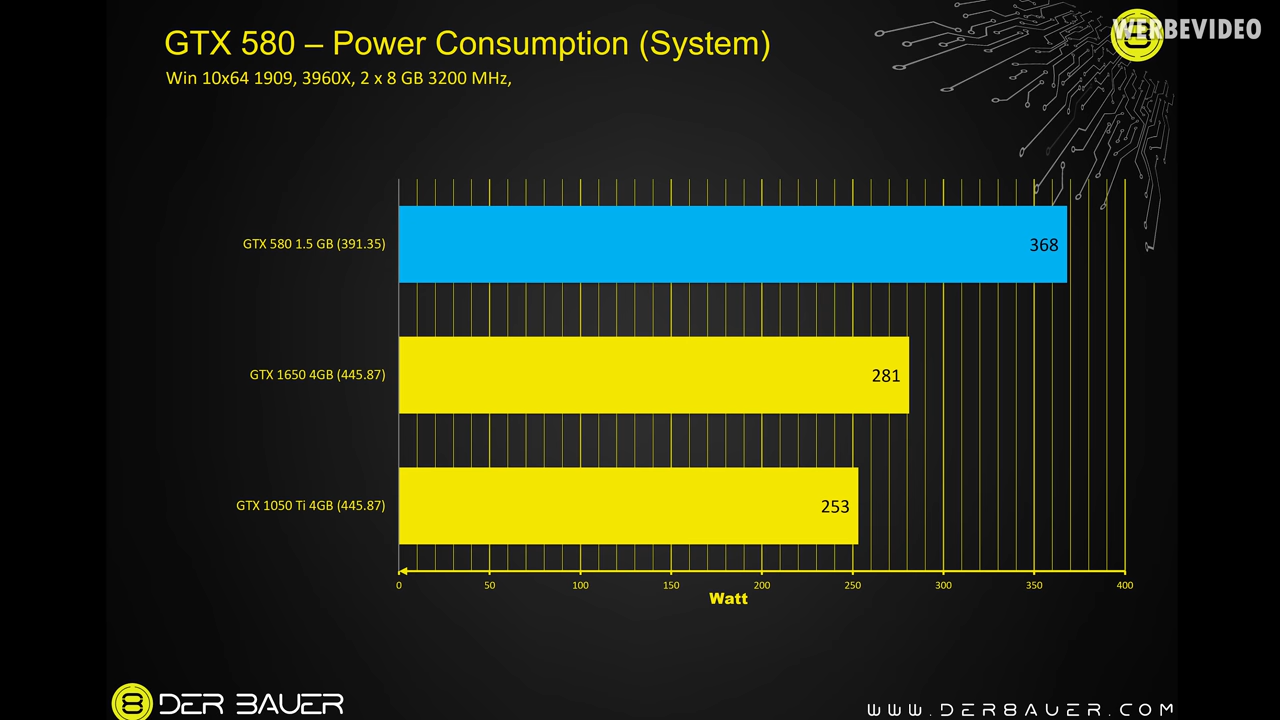 WERBEVIDEO
GTX 580 – Power Consumption (System)
Win 10x64 1909, 3960X, 2 x 8 GB 3200 MHz,
GTX 580 1.5 GB (391.35)
368
GTX 1650 4GB (445.87)
281
GTX 1050 Ti 4GB (445.87)
253
0 50 100 150 200 250 300 350 400
Watt
8 DER 8AUER
WWW.DER8AUER.COM